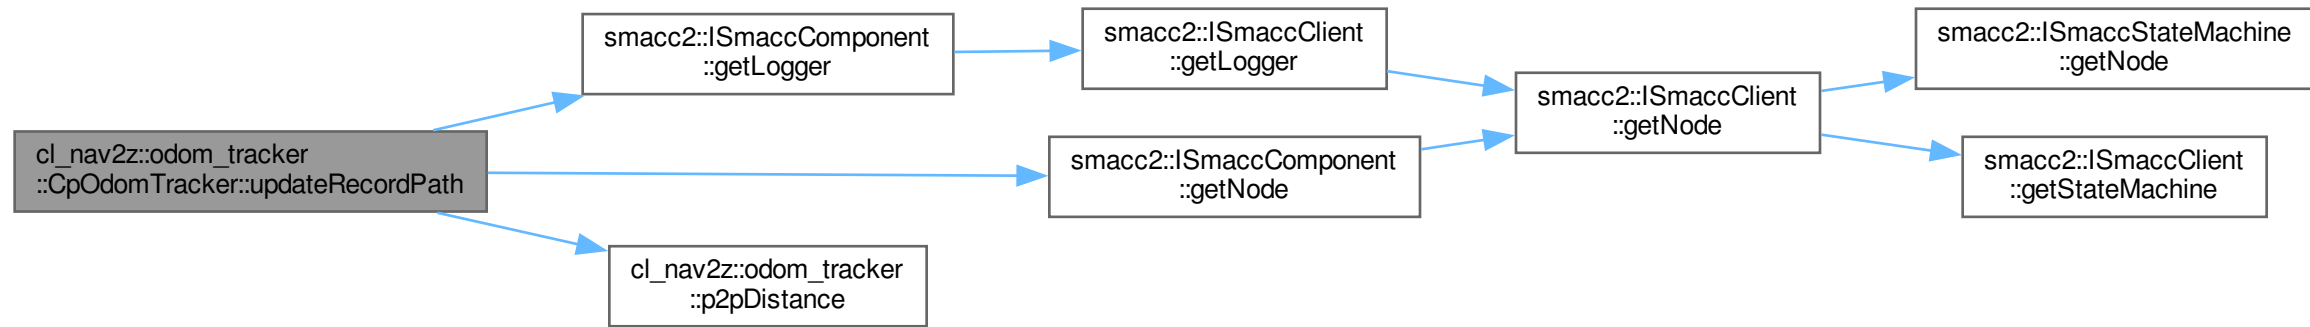 cl_nav2z::odom_tracker
::CpOdomTracker::updateRecordPath
smacc2::ISmaccComponent
::getLogger
smacc2::ISmaccClient
::getLogger
smacc2::ISmaccClient
::getNode
smacc2::ISmaccStateMachine
::getNode
smacc2::ISmaccClient
::getStateMachine
smacc2::ISmaccComponent
::getNode
cl_nav2z::odom_tracker
::p2pDistance